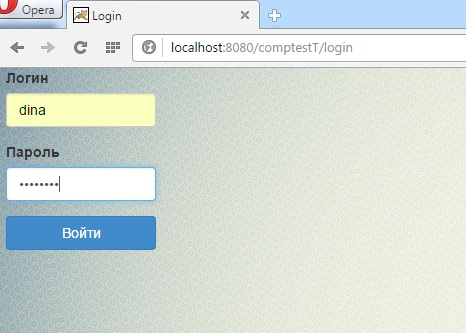 Opera
Login
localhost:8080/comptestT/login
Логин
dina
Пароль
••••••••
Войти